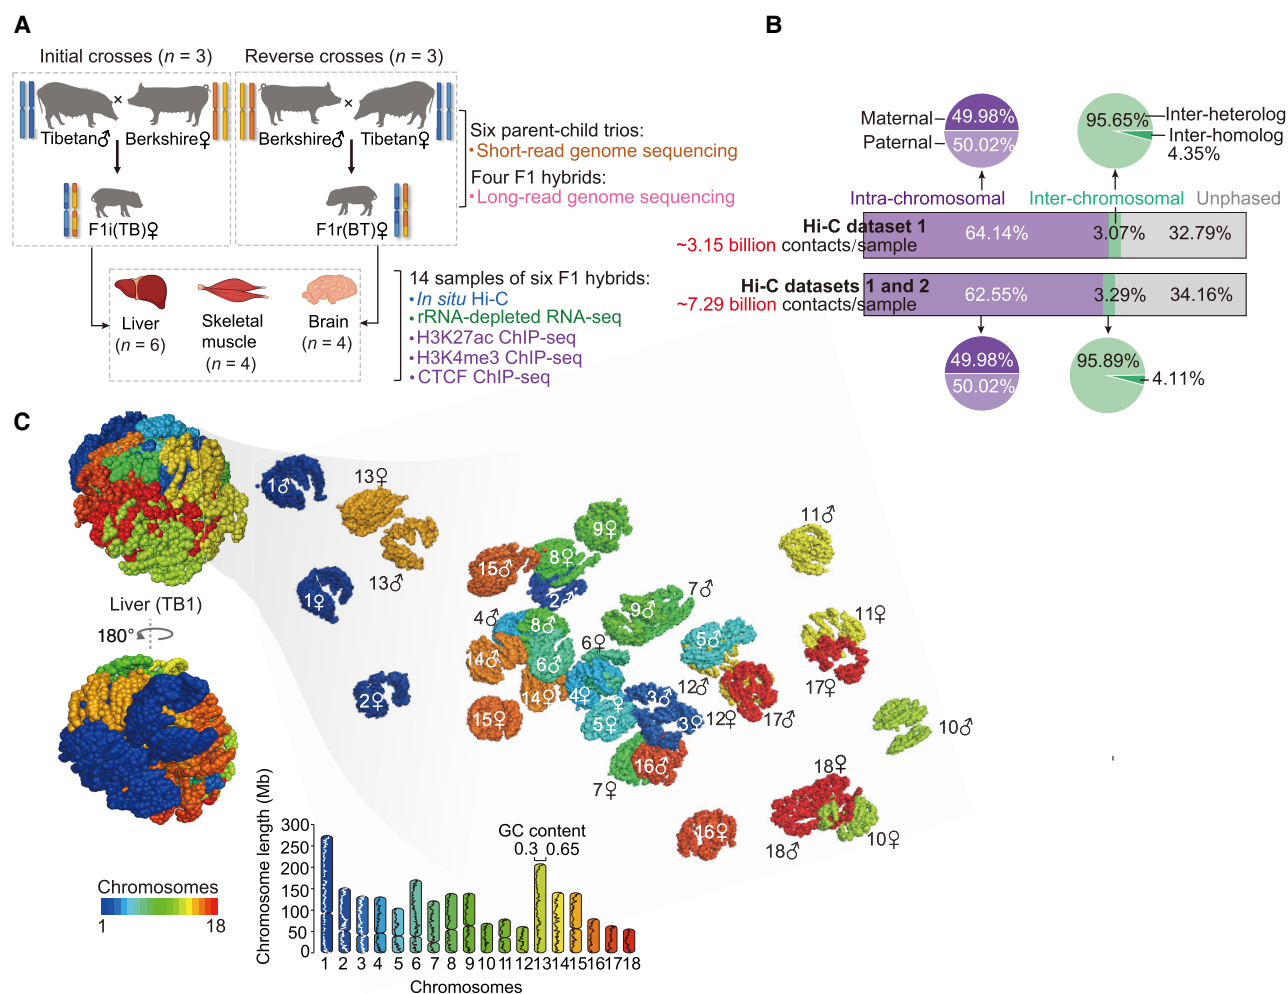 A
Initial crosses (n = 3)
Reverse crosses (n = 3)
×
×
Tibetan♂
Berkshire♀
Berkshire♂
Tibetan♀
F1i(TB)♀
F1r(BT)♀
Six parent-child trios:
•Short-read genome sequencing
Four F1 hybrids:
•Long-read genome sequencing
Liver
(n = 6)
Skeletal
muscle
(n = 4)
Brain
(n = 4)
14 samples of six F1 hybrids:
•In situ Hi-C
•rRNA-depleted RNA-seq
•H3K27ac ChIP-seq
•H3K4me3 ChIP-seq
•CTCF ChIP-seq
B
Maternal
Paternal
49.98%
50.02%
95.65%
Inter-heterolog
Inter-homolog
4.35%
Intra-chromosomal
Inter-chromosomal
Unphased
Hi-C dataset 1
~3.15 billion contacts/sample
64.14%
3.07%
32.79%
Hi-C datasets 1 and 2
~7.29 billion contacts/sample
62.55%
3.29%
34.16%
49.98%
50.02%
95.89%
4.11%
C
Liver (TB1)
180°
1♂
13♀
13♂
1♀
2♀
9♀
15♂
8♀
2♂
4♂
8♂
9♂
7♂
14♂
6♂
6♀
14♀
4♀
♀
15♀
5♀
3♂
3♀
5♂
12♂
12♀
17♂
7♀
16♂
16♀
11♂
11♀
17♀
10♂
18♀
18♂
10♀
Chromosomes
1
18
Chromosome length (Mb)
300
250
200
150
100
50
0
GC content
0.3
0.65
1 2 3 4 5 6 7 8 9 10 11 12 13 14 15 16 17 18
Chromosomes